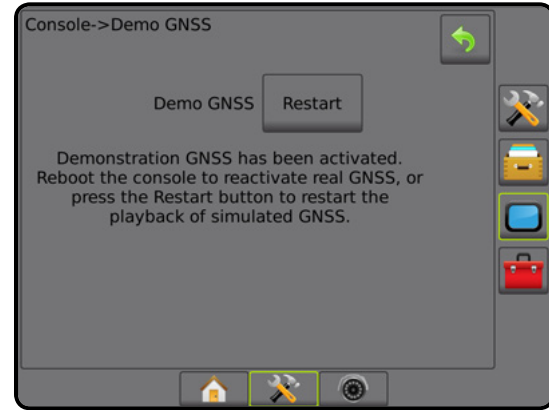 Console->Demo GNSS
Demo GNSS Restart
Demonstration GNSS has been activated.
Reboot the console to reactivate real GNSS, or
press the Restart button to restart the
playback of simulated GNSS.